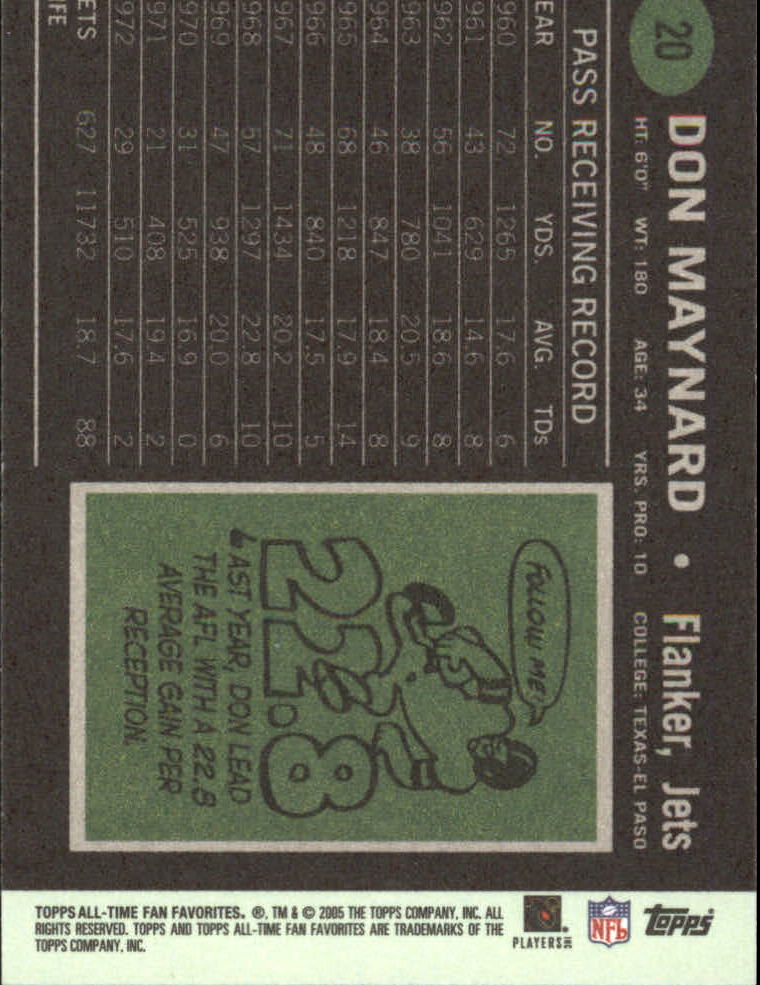 20
DON MAYNARD • Flanker, Jets
HT: 6'0" WT: 180 AGE: 34 YRS. PRO: 10 COLLEGE: TEXAS-EL PASO
PASS RECEIVING RECORD
EAR NO. YDS. AVG. TDs
960 72 1265 17.6 6
961 43 629 14.6 8
962 56 1041 18.6 8
963 38 780 20.5 9
964 46 847 18.4 8
965 68 1218 17.9 14
966 48 840 17.5 5
967 71 1434 20.2 10
968 57 1297 22.8 10
969 47 938 20.0 6
970 31 525 16.9 0
971 21 408 19.4 2
972 29 510 17.6 2
ETS 627 11732 18.7 88
IFE
FOLLOW ME!
22.8
LAST YEAR, DON LEAD
THE AFL WITH A 22.8
AVERAGE GAIN PER
RECEPTION.
TOPPS ALL-TIME FAN FAVORITES. ®, TM & © 2005 THE TOPPS COMPANY, INC. ALL
RIGHTS RESERVED. TOPPS AND TOPPS ALL-TIME FAN FAVORITES ARE TRADEMARKS OF THE
TOPPS COMPANY, INC.
PLAYERS INC
NFL
topps